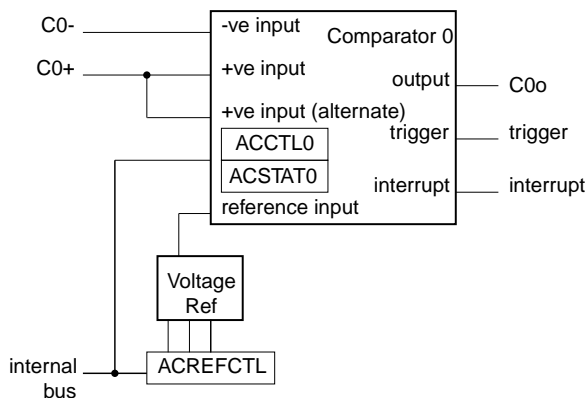 C0-
-ve input
Comparator 0
C0+
+ve input
output
C0o
+ve input (alternate)
ACCTL0
trigger
trigger
ACSTAT0
interrupt
interrupt
reference input
Voltage
Ref
internal
bus
ACREFCTL